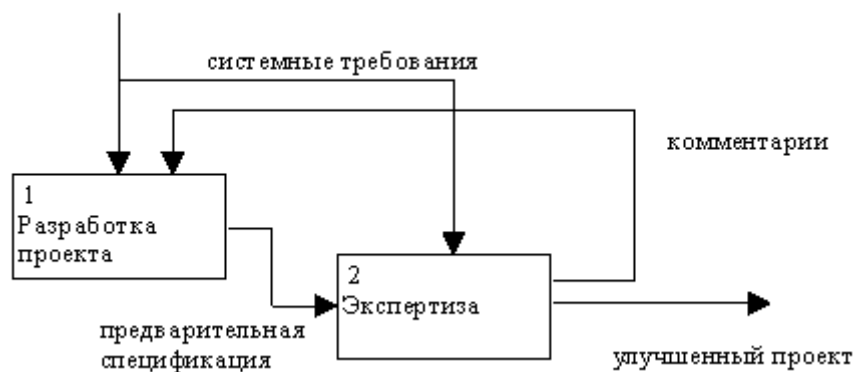 системные требования
комментарии
1
Разработка
проекта
2
Экспертиза
предварительная
спецификация
улучшенный проект